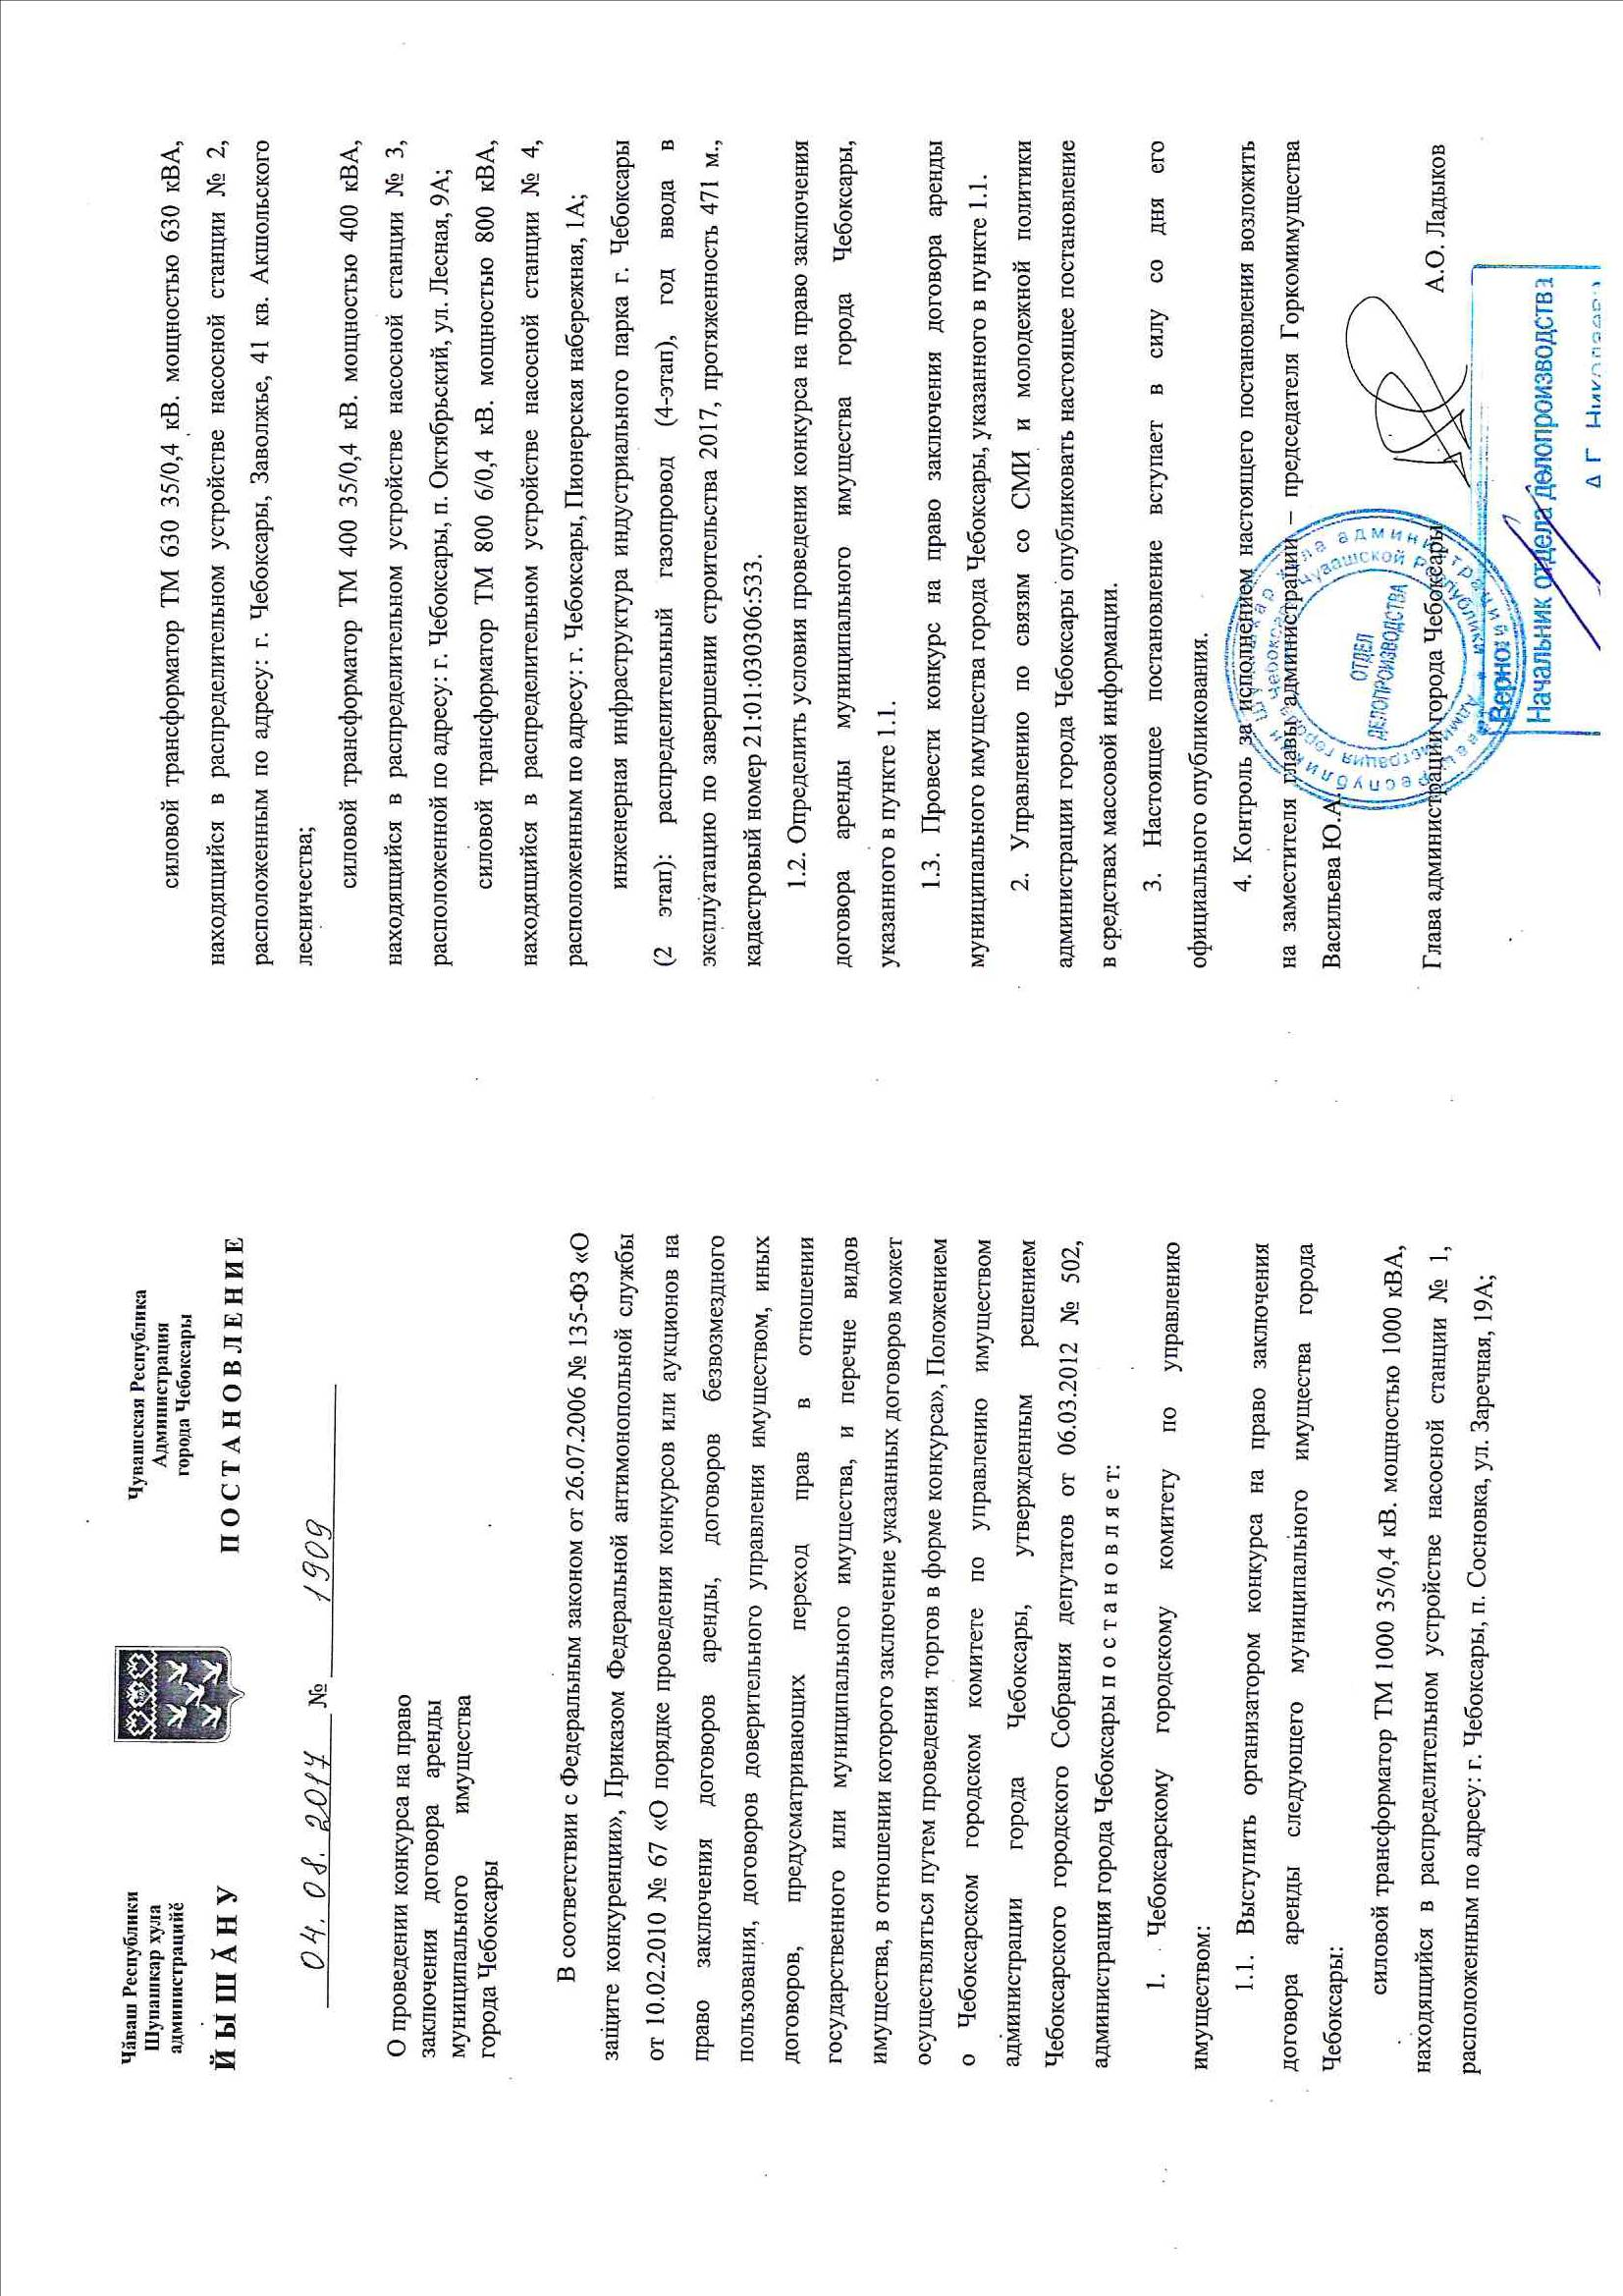 Чӑваш Республики
Шупашкар хула
администрацийӗ
ЙЫШӐНУ
Чувашская Республика
Администрация
города Чебоксары
ПОСТАНОВЛЕНИЕ
04. 08. 2017 № 1909
О проведении конкурса на право
заключения договора аренды
муниципального имущества
города Чебоксары
В соответствии с Федеральным законом от 26.07.2006 № 135-ФЗ «О
защите конкуренции», Приказом Федеральной антимонопольной службы
от 10.02.2010 № 67 «О порядке проведения конкурсов или аукционов на
право заключения договоров аренды, договоров безвозмездного
пользования, договоров доверительного управления имуществом, иных
договоров, предусматривающих переход прав в отношении
государственного или муниципального имущества, и перечне видов
имущества, в отношении которого заключение указанных договоров может
осуществляться путем проведения торгов в форме конкурса», Положением
о Чебоксарском городском комитете по управлению имуществом
администрации города Чебоксары, утвержденным решением
Чебоксарского городского Собрания депутатов от 06.03.2012 № 502,
администрация города Чебоксары п о с т а н о в л я е т:
1. Чебоксарскому городскому комитету по управлению
имуществом:
1.1. Выступить организатором конкурса на право заключения
договора аренды следующего муниципального имущества города
Чебоксары:
силовой трансформатор ТМ 1000 35/0,4 кВ. мощностью 1000 кВА,
находящийся в распределительном устройстве насосной станции № 1,
расположенным по адресу: г. Чебоксары, п. Сосновка, ул. Заречная, 19А;
силовой трансформатор ТМ 630 35/0,4 кВ. мощностью 630 кВА,
находящийся в распределительном устройстве насосной станции № 2,
расположенным по адресу: г. Чебоксары, Заволжье, 41 кв. Акшольского
лесничества;
силовой трансформатор ТМ 400 35/0,4 кВ. мощностью 400 кВА,
находящийся в распределительном устройстве насосной станции № 3,
расположенной по адресу: г. Чебоксары, п. Октябрьский, ул. Лесная, 9А;
силовой трансформатор ТМ 800 6/0,4 кВ. мощностью 800 кВА,
находящийся в распределительном устройстве насосной станции № 4,
расположенным по адресу: г. Чебоксары, Пионерская набережная, 1А;
инженерная инфраструктура индустриального парка г. Чебоксары
(2 этап): распределительный газопровод (4-этап), год ввода в
эксплуатацию по завершении строительства 2017, протяженность 471 м.,
кадастровый номер 21:01:030306:533.
1.2. Определить условия проведения конкурса на право заключения
договора аренды муниципального имущества города Чебоксары,
указанного в пункте 1.1.
1.3. Провести конкурс на право заключения договора аренды
муниципального имущества города Чебоксары, указанного в пункте 1.1.
2. Управлению по связям со СМИ и молодежной политики
администрации города Чебоксары опубликовать настоящее постановление
в средствах массовой информации.
3. Настоящее постановление вступает в силу со дня его
официального опубликования.
4. Контроль за исполнением настоящего постановления возложить
на заместителя главы администрации – председателя Горкомимущества
Васильева Ю.А.
Глава администрации города Чебоксары А.О. Ладыков
ОТДЕЛ
ДЕЛОПРОИЗВОДСТВА
Верно:
Начальник отдела делопроизводства